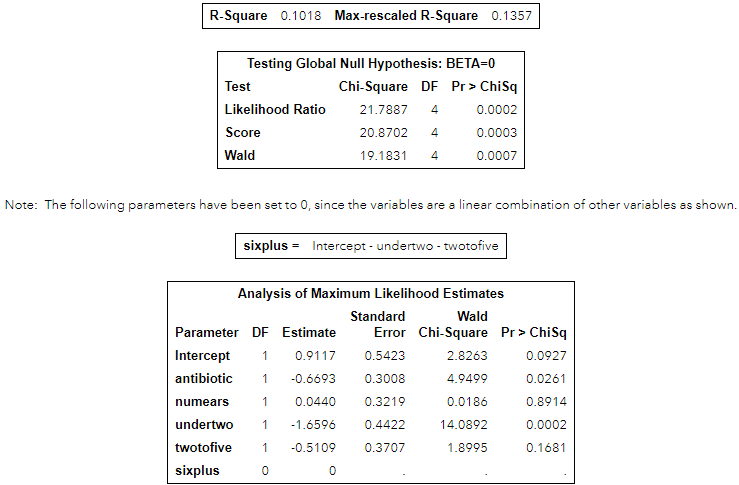 R-Square 0.1018 Max-rescaled R-Square 0.1357
Testing Global Null Hypothesis: BETA=0
Test Chi-Square DF Pr > ChiSq
Likelihood Ratio 21.7887 4 0.0002
Score 20.8702 4 0.0003
Wald 19.1831 4 0.0007
Note: The following parameters have been set to 0, since the variables are a linear combination of other variables as shown.
sixplus = Intercept - undertwo - twotofive
Analysis of Maximum Likelihood Estimates
Parameter DF Estimate Standard Error Wald Chi-Square Pr > ChiSq
Intercept 1 0.9117 0.5423 2.8263 0.0927
antibiotic 1 -0.6693 0.3008 4.9499 0.0261
numears 1 0.0440 0.3219 0.0186 0.8914
undertwo 1 -1.6596 0.4422 14.0892 0.0002
twotofive 1 -0.5109 0.3707 1.8995 0.1681
sixplus 0 0 . . .